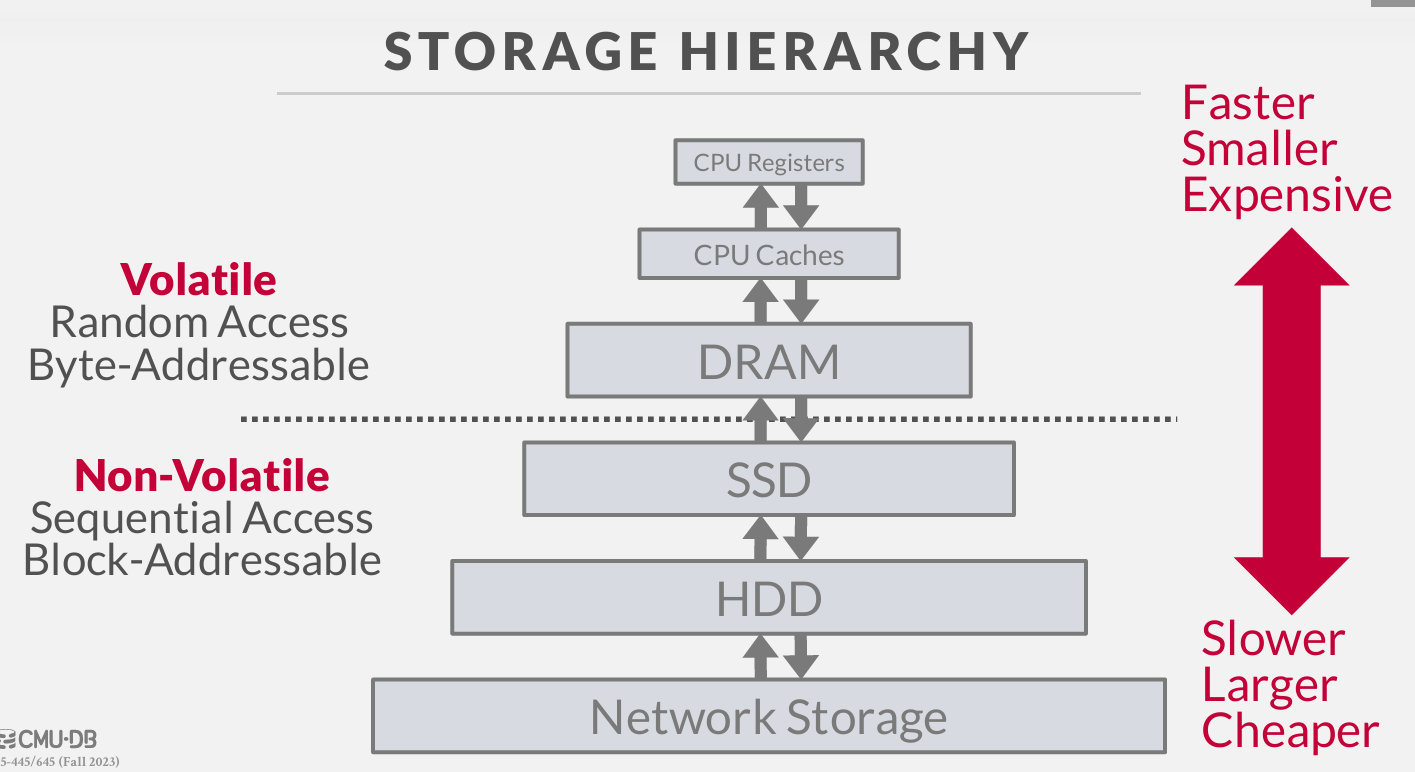 STORAGE HIERARCHY
Faster
Smaller
Expensive
CPU Registers
CPU Caches
Volatile
Random Access
Byte-Addressable
DRAM
Non-Volatile
Sequential Access
Block-Addressable
SSD
HDD
Slower
Larger
Cheaper
Network Storage
CMU·DB
5-445/645 (Fall 2023)